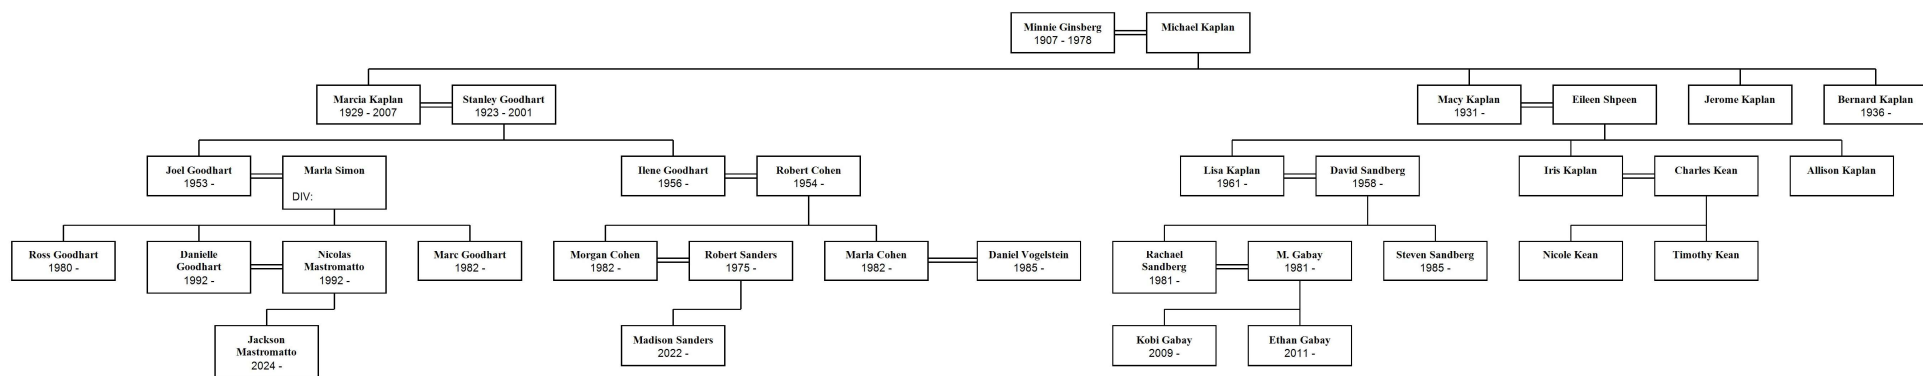 Minnie Ginsberg
1907 - 1978
Michael Kaplan
Marcia Kaplan
1929 - 2007
Stanley Goodhart
1923 - 2001
Macy Kaplan
1931 -
Eileen Shpeen
Jerome Kaplan
Bernard Kaplan
1936 -
Joel Goodhart
1953 -
Marla Simon
DIV:
Ilene Goodhart
1956 -
Robert Cohen
1954 -
Lisa Kaplan
1961 -
David Sandberg
1958 -
Iris Kaplan
Charles Kean
Allison Kaplan
Ross Goodhart
1980 -
Danielle
Goodhart
1992 -
Nicolas
Mastromatto
1992 -
Marc Goodhart
1982 -
Morgan Cohen
1982 -
Robert Sanders
1975 -
Marla Cohen
1982 -
Daniel Vogelstein
1985 -
Rachael
Sandberg
1981 -
M. Gabay
1981 -
Steven Sandberg
1985 -
Nicole Kean
Timothy Kean
Jackson
Mastromatto
2024 -
Madison Sanders
2022 -
Kobi Gabay
2009 -
Ethan Gabay
2011 -